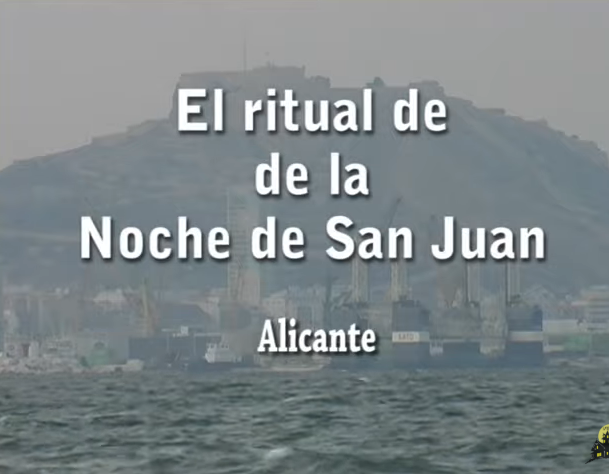 El ritual de
de la
Noche de San Juan
Alicante